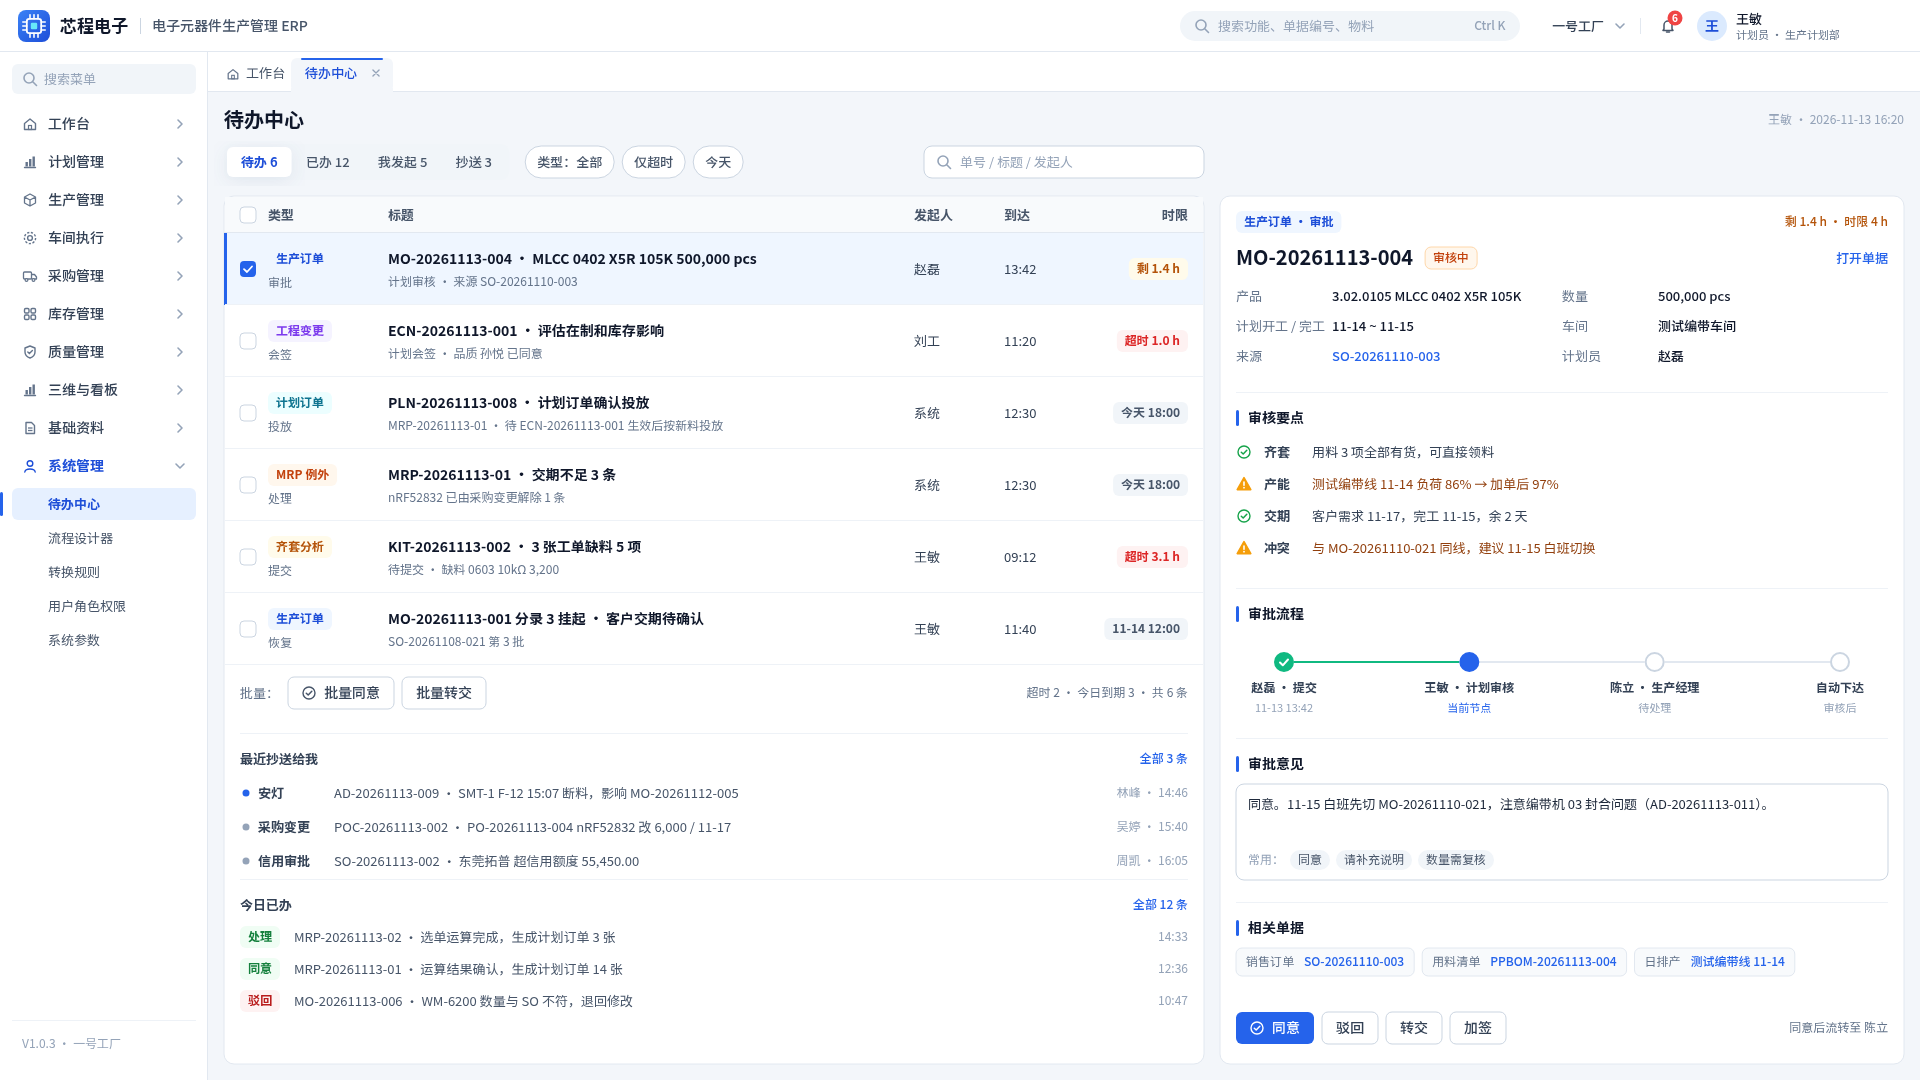 芯程电子
电子元器件生产管理 ERP
搜索功能、单据编号、物料
Ctrl K
一号工厂
6
王
王敏
计划员 · 生产计划部
搜索菜单
工作台
计划管理
生产管理
车间执行
采购管理
库存管理
质量管理
三维与看板
基础资料
系统管理
待办中心
流程设计器
转换规则
用户角色权限
系统参数
V1.0.3 · 一号工厂
工作台
待办中心
待办中心
王敏 · 2026-11-13 16:20
待办 6
已办 12
我发起 5
抄送 3
类型：全部
仅超时
今天
单号 / 标题 / 发起人
类型 标题 发起人 到达 时限
生产订单
审批
MO-20261113-004 · MLCC 0402 X5R 105K 500,000 pcs
计划审核 · 来源 SO-20261110-003
赵磊
13:42
剩 1.4 h
工程变更
会签
ECN-20261113-001 · 评估在制和库存影响
计划会签 · 品质 孙悦 已同意
刘工
11:20
超时 1.0 h
计划订单
投放
PLN-20261113-008 · 计划订单确认投放
MRP-20261113-01 · 待 ECN-20261113-001 生效后按新料投放
系统
12:30
今天 18:00
MRP 例外
处理
MRP-20261113-01 · 交期不足 3 条
nRF52832 已由采购变更解除 1 条
系统
12:30
今天 18:00
齐套分析
提交
KIT-20261113-002 · 3 张工单缺料 5 项
待提交 · 缺料 0603 10kΩ 3,200
王敏
09:12
超时 3.1 h
生产订单
恢复
MO-20261113-001 分录 3 挂起 · 客户交期待确认
SO-20261108-021 第 3 批
王敏
11:40
11-14 12:00
批量：
批量同意
批量转交
超时 2 · 今日到期 3 · 共 6 条
最近抄送给我
全部 3 条
安灯 AD-20261113-009 · SMT-1 F-12 15:07 断料，影响 MO-20261112-005 林峰 · 14:46
采购变更 POC-20261113-002 · PO-20261113-004 nRF52832 改 6,000 / 11-17 吴婷 · 15:40
信用审批 SO-20261113-002 · 东莞拓普 超信用额度 55,450.00 周凯 · 16:05
今日已办
全部 12 条
处理 MRP-20261113-02 · 选单运算完成，生成计划订单 3 张 14:33
同意 MRP-20261113-01 · 运算结果确认，生成计划订单 14 张 12:36
驳回 MO-20261113-006 · WM-6200 数量与 SO 不符，退回修改 10:47
生产订单 · 审批
剩 1.4 h · 时限 4 h
MO-20261113-004
审核中
打开单据
产品 3.02.0105 MLCC 0402 X5R 105K 数量 500,000 pcs
计划开工 / 完工 11-14 ~ 11-15 车间 测试编带车间
来源 SO-20261110-003 计划员 赵磊
审核要点
齐套 用料 3 项全部有货，可直接领料
产能 测试编带线 11-14 负荷 86% → 加单后 97%
交期 客户需求 11-17，完工 11-15，余 2 天
冲突 与 MO-20261110-021 同线，建议 11-15 白班切换
审批流程
赵磊 · 提交
11-13 13:42
王敏 · 计划审核
当前节点
陈立 · 生产经理
待处理
自动下达
审核后
审批意见
同意。11-15 白班先切 MO-20261110-021，注意编带机 03 封合问题（AD-20261113-011）。
常用：
同意
请补充说明
数量需复核
相关单据
销售订单 SO-20261110-003
用料清单 PPBOM-20261113-004
日排产 测试编带线 11-14
同意
驳回
转交
加签
同意后流转至 陈立